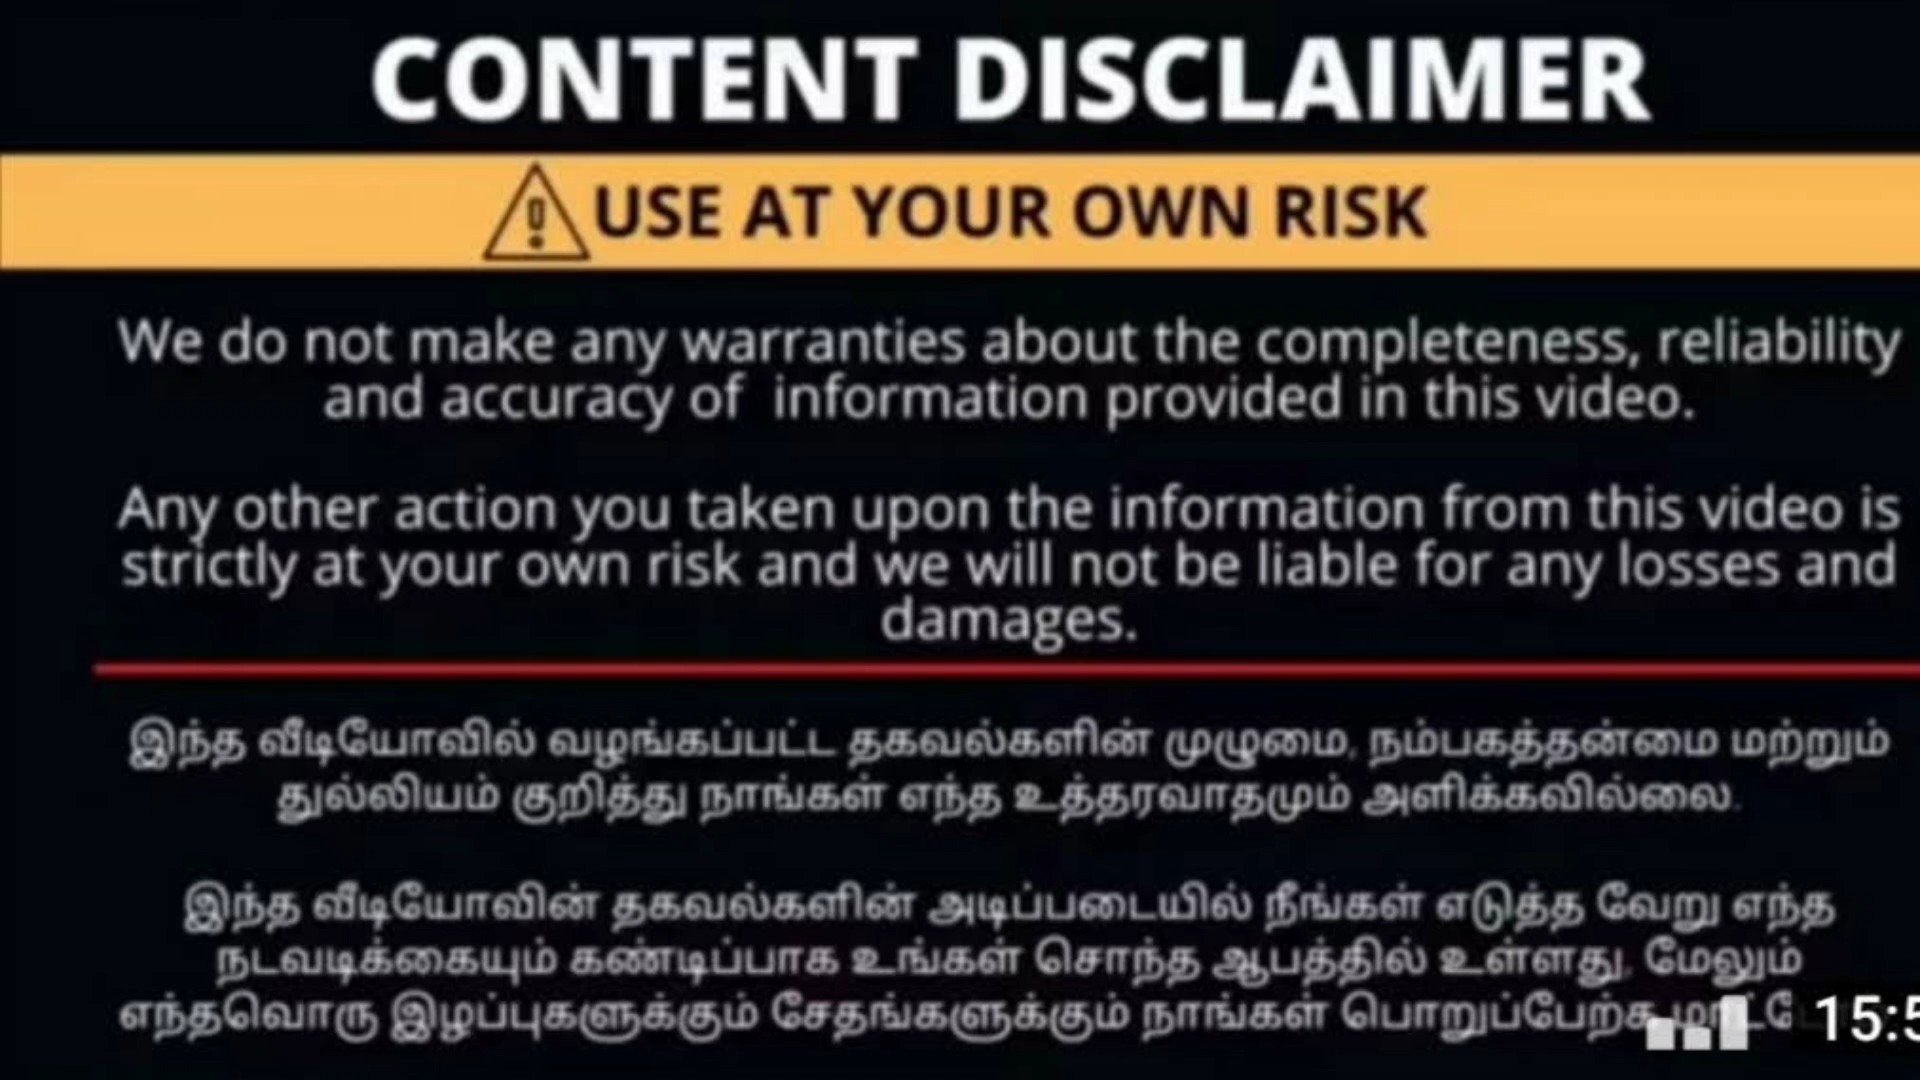 CONTENT DISCLAIMER
USE AT YOUR OWN RISK
We do not make any warranties about the completeness, reliability
and accuracy of information provided in this video.
Any other action you taken upon the information from this video is
strictly at your own risk and we will not be liable for any losses and
damages.
இந்த வீடியோவில் வழங்கப்பட்ட தகவல்களின் முழுமை, நம்பகத்தன்மை மற்றும்
துல்லியம் குறித்து நாங்கள் எந்த உத்தரவாதமும் அளிக்கவில்லை.
இந்த வீடியோவின் தகவல்களின் அடிப்படையில் நீங்கள் எடுத்த வேறு எந்த
நடவடிக்கையும் கண்டிப்பாக உங்கள் சொந்த ஆபத்தில் உள்ளது, மேலும்
எந்தவொரு இழப்புகளுக்கும் சேதங்களுக்கும் நாங்கள்